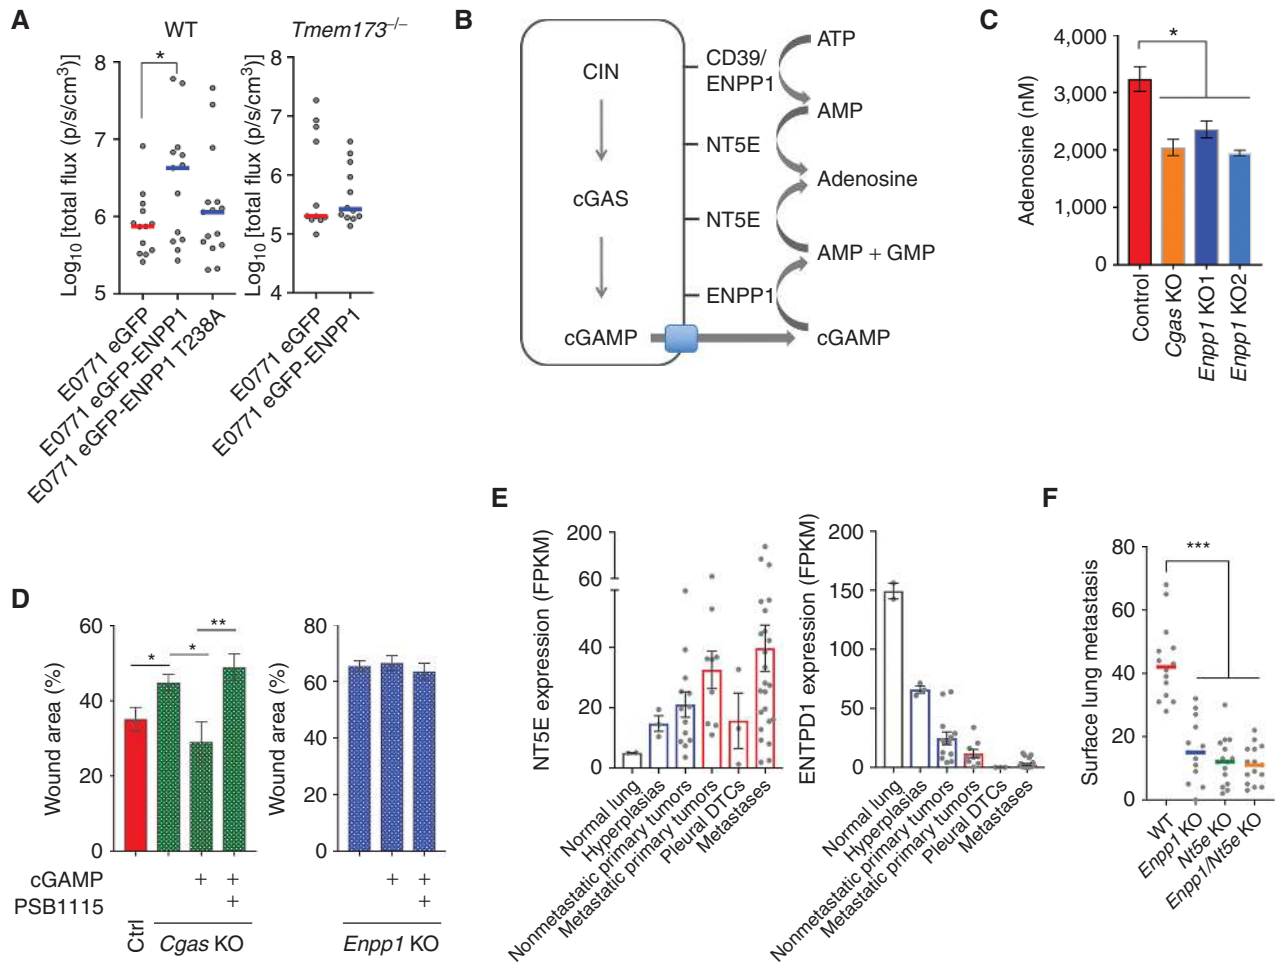 A
WT
Tmem173–/–
*
Log10 [total flux (p/s/cm3)]
8
7
6
5
E0771 eGFP
E0771 eGFP-ENPP1
E0771 eGFP-ENPP1 T238A
Log10 [total flux (p/s/cm3)]
8
7
6
5
4
E0771 eGFP
E0771 eGFP-ENPP1
B
CIN
cGAS
cGAMP
CD39/
ENPP1
NT5E
NT5E
ENPP1
ATP
AMP
Adenosine
AMP + GMP
cGAMP
C
Adenosine (nM)
4,000
3,000
2,000
1,000
0
*
Control
Cgas KO
Enpp1 KO1
Enpp1 KO2
D
Wound area (%)
60
40
20
0
*
*
**
cGAMP + +
PSB1115 +
Ctrl
Cgas KO
Wound area (%)
80
60
40
20
0
+ +
+
Enpp1 KO
E
NT5E expression (FPKM)
200
60
40
20
0
Normal lung
Hyperplasias
Nonmetastatic primary tumors
Metastatic primary tumors
Pleural DTCs
Metastases
ENTPD1 expression (FPKM)
200
150
100
50
0
Normal lung
Hyperplasias
Nonmetastatic primary tumors
Metastatic primary tumors
Pleural DTCs
Metastases
F
Surface lung metastasis
80
60
40
20
0
***
WT
Enpp1 KO
Nt5e KO
Enpp1/Nt5e KO